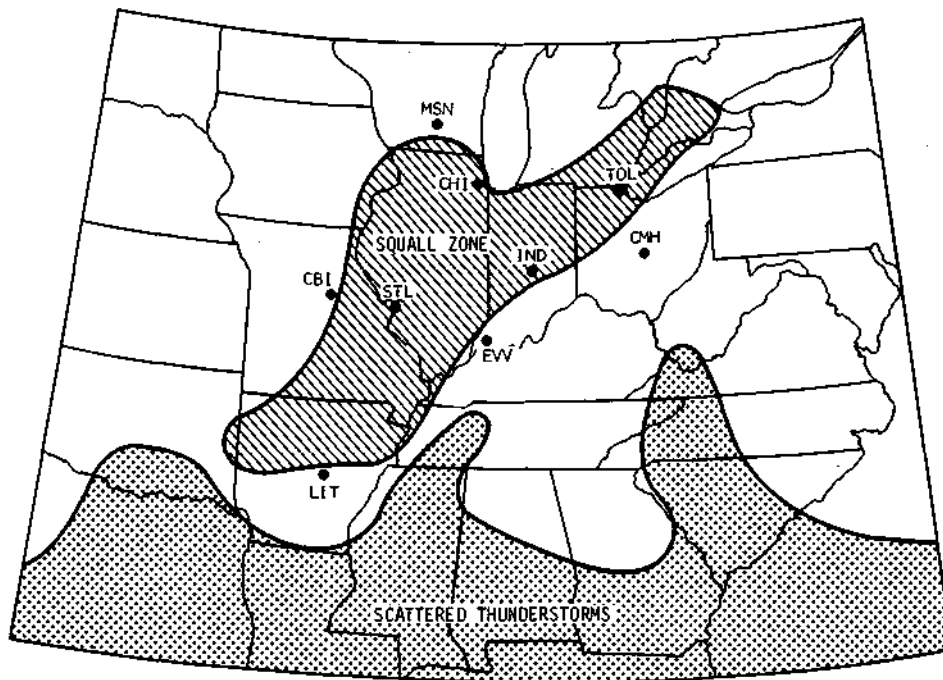 MSN
CHI
TOL
SQUALL ZONE
IND
CMH
CBI
STL
EVV
LIT
SCATTERED THUNDERSTORMS